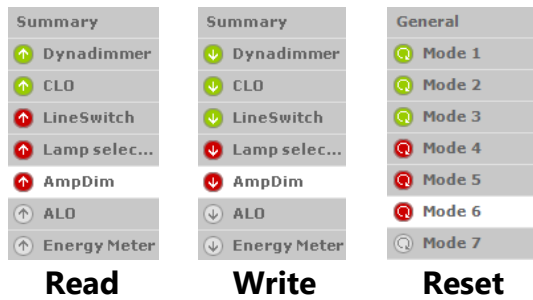 Summary
Dynadimmer
CLO
LineSwitch
Lamp selec...
AmpDim
ALO
Energy Meter
Read
Summary
Dynadimmer
CLO
LineSwitch
Lamp selec...
AmpDim
ALO
Energy Meter
Write
General
Mode 1
Mode 2
Mode 3
Mode 4
Mode 5
Mode 6
Mode 7
Reset